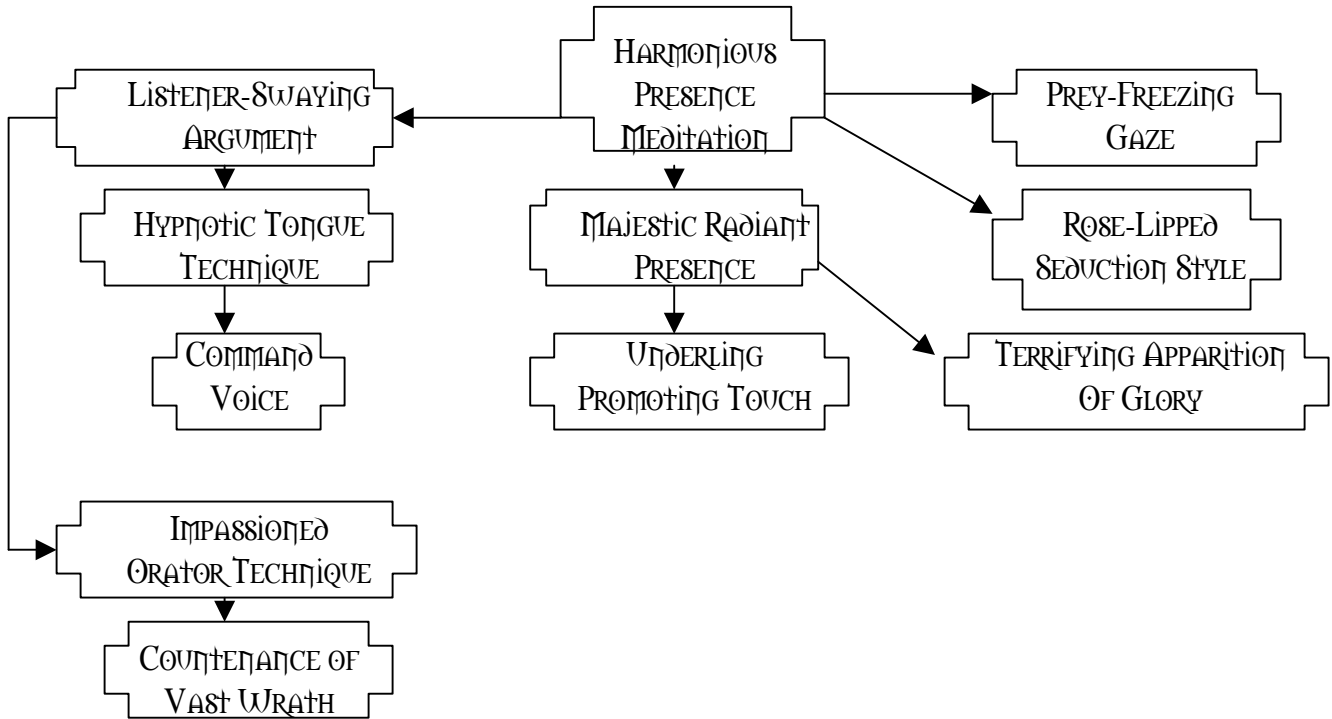 Harmonious
Presence
Meditation
Listener-Swaying
Argument
Prey-Freezing
Gaze
Hypnotic Tongue
Technique
Majestic Radiant
Presence
Rose-Lipped
Seduction Style
Command
Voice
Underling
Promoting Touch
Terrifying Apparition
Of Glory
Impassioned
Orator Technique
Countenance of
Vast Wrath